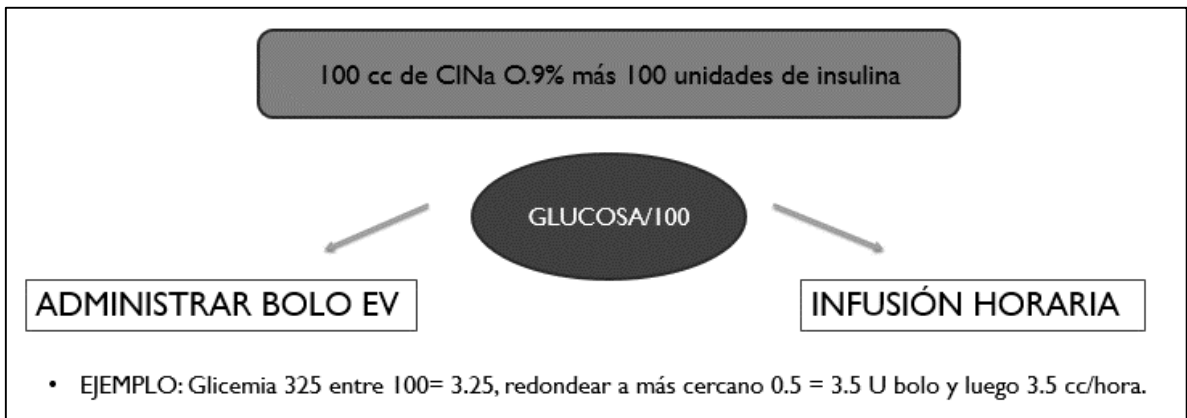 100 cc de ClNa O.9% más 100 unidades de insulina
GLUCOSA/100
ADMINISTRAR BOLO EV
INFUSIÓN HORARIA
• EJEMPLO: Glicemia 325 entre 100= 3.25, redondear a más cercano 0.5 = 3.5 U bolo y luego 3.5 cc/hora.